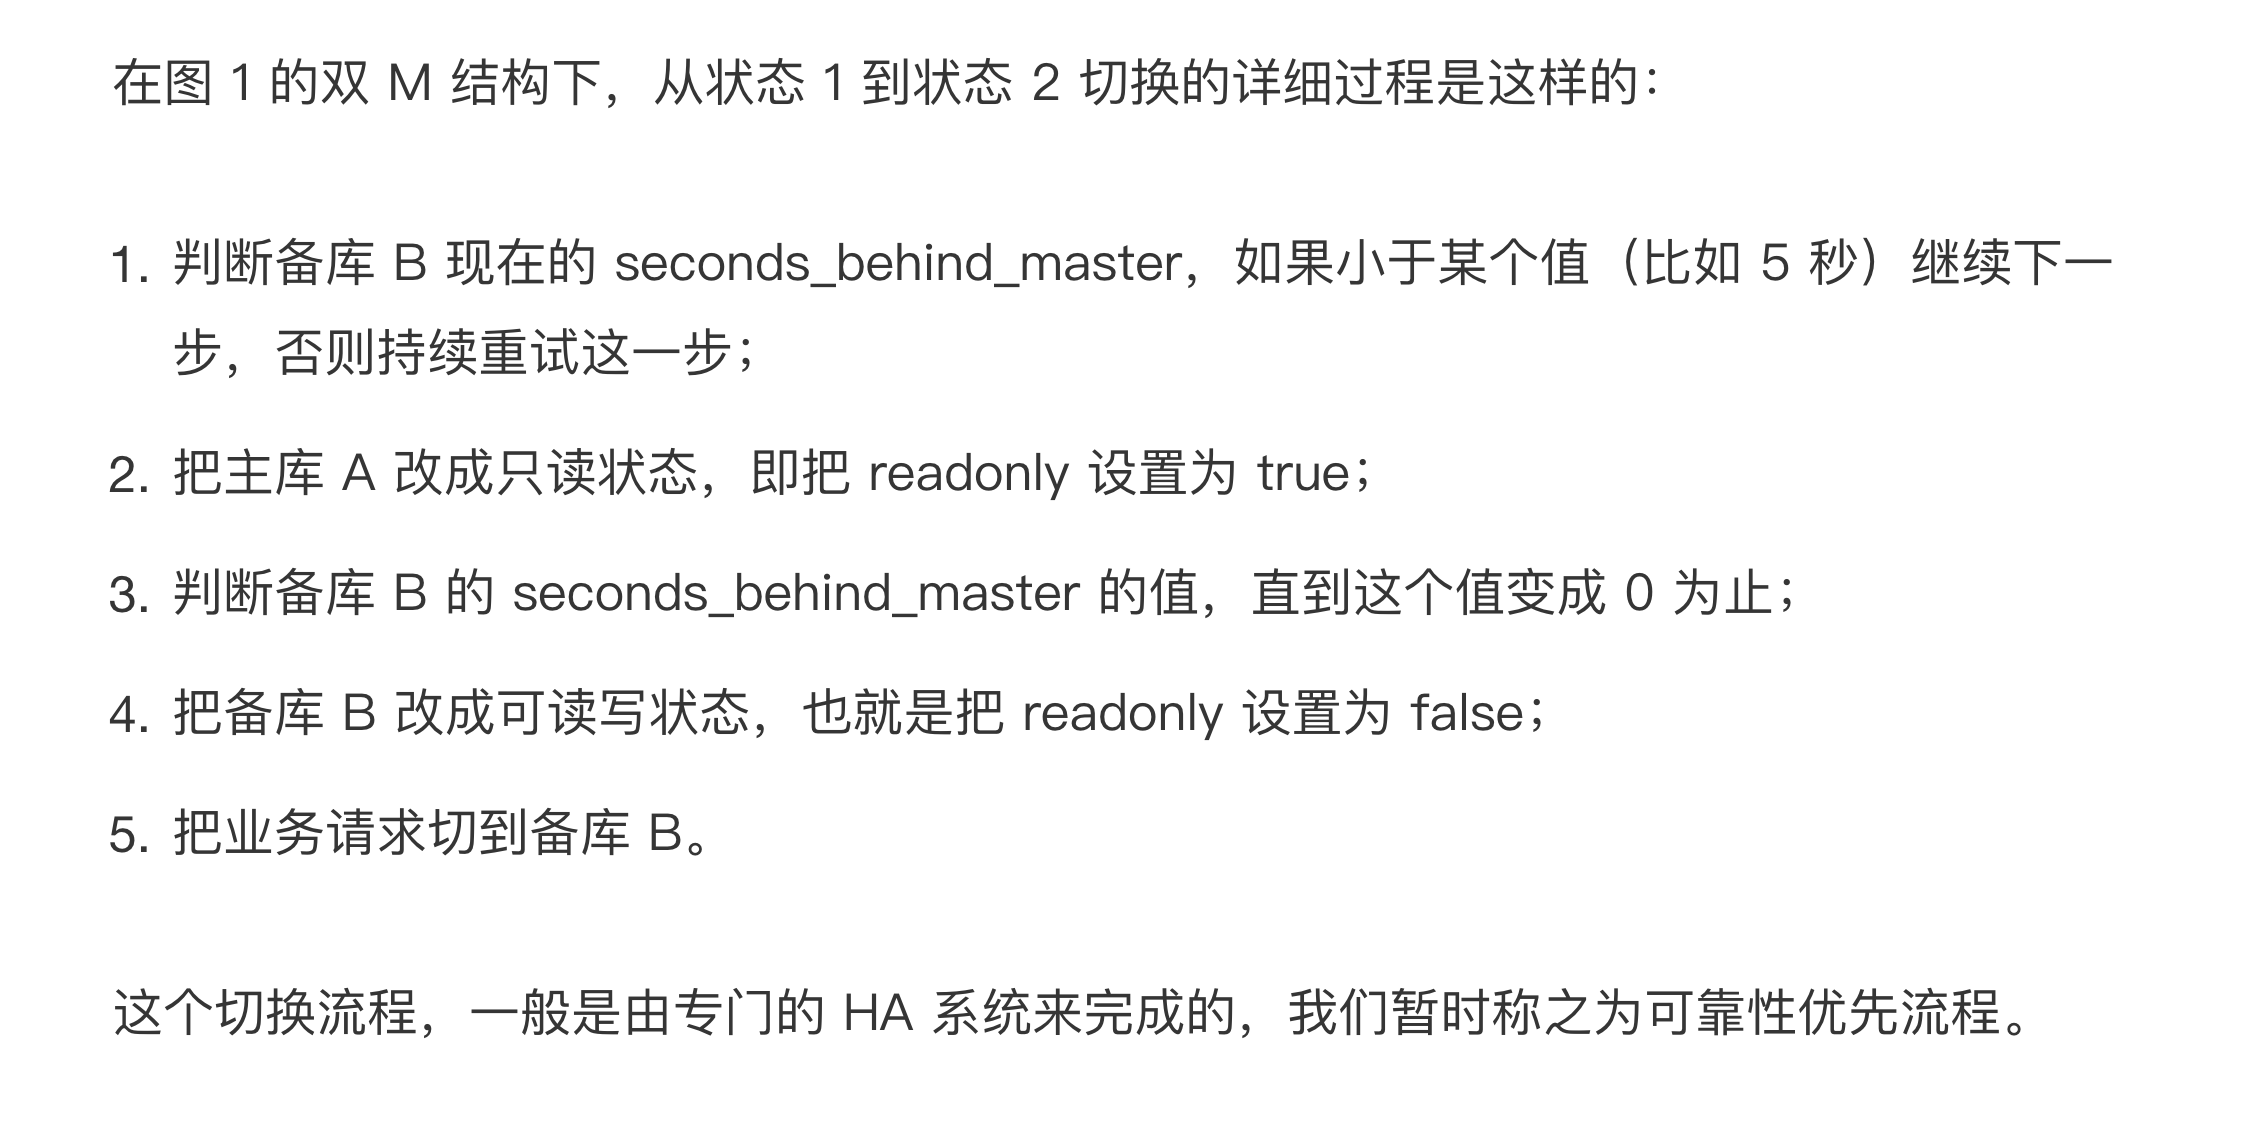 在图 1 的双 M 结构下，从状态 1 到状态 2 切换的详细过程是这样的：
1. 判断备库 B 现在的 seconds_behind_master，如果小于某个值（比如 5 秒）继续下一
步，否则持续重试这一步；
2. 把主库 A 改成只读状态，即把 readonly 设置为 true；
3. 判断备库 B 的 seconds_behind_master 的值，直到这个值变成 0 为止；
4. 把备库 B 改成可读写状态，也就是把 readonly 设置为 false；
5. 把业务请求切到备库 B。
这个切换流程，一般是由专门的 HA 系统来完成的，我们暂时称之为可靠性优先流程。